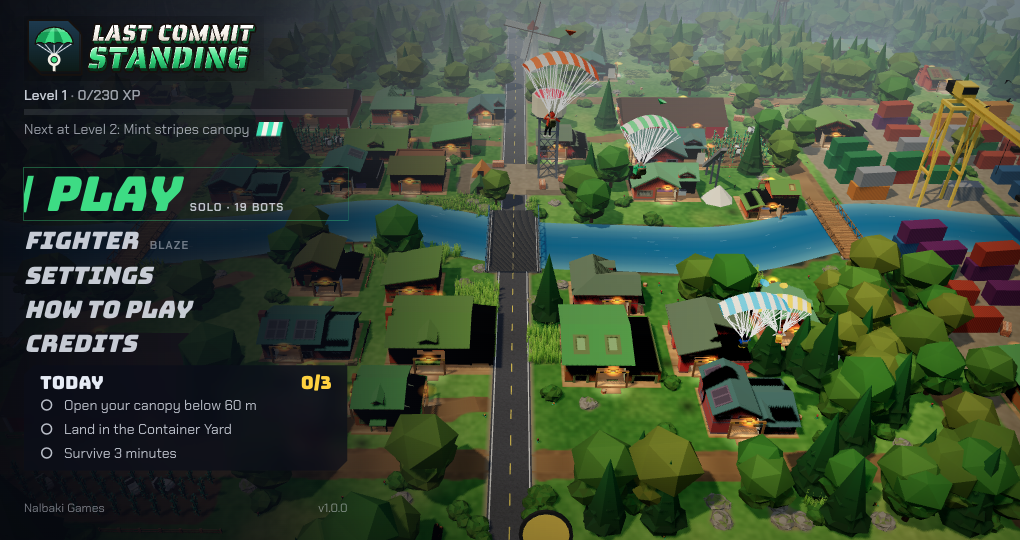 LAST COMMIT
STANDING
Level 1 · 0/230 XP
Next at Level 2: Mint stripes canopy
PLAY SOLO · 19 BOTS
FIGHTER BLAZE
SETTINGS
HOW TO PLAY
CREDITS
TODAY 0/3
Open your canopy below 60 m
Land in the Container Yard
Survive 3 minutes
Nalbaki Games v1.0.0